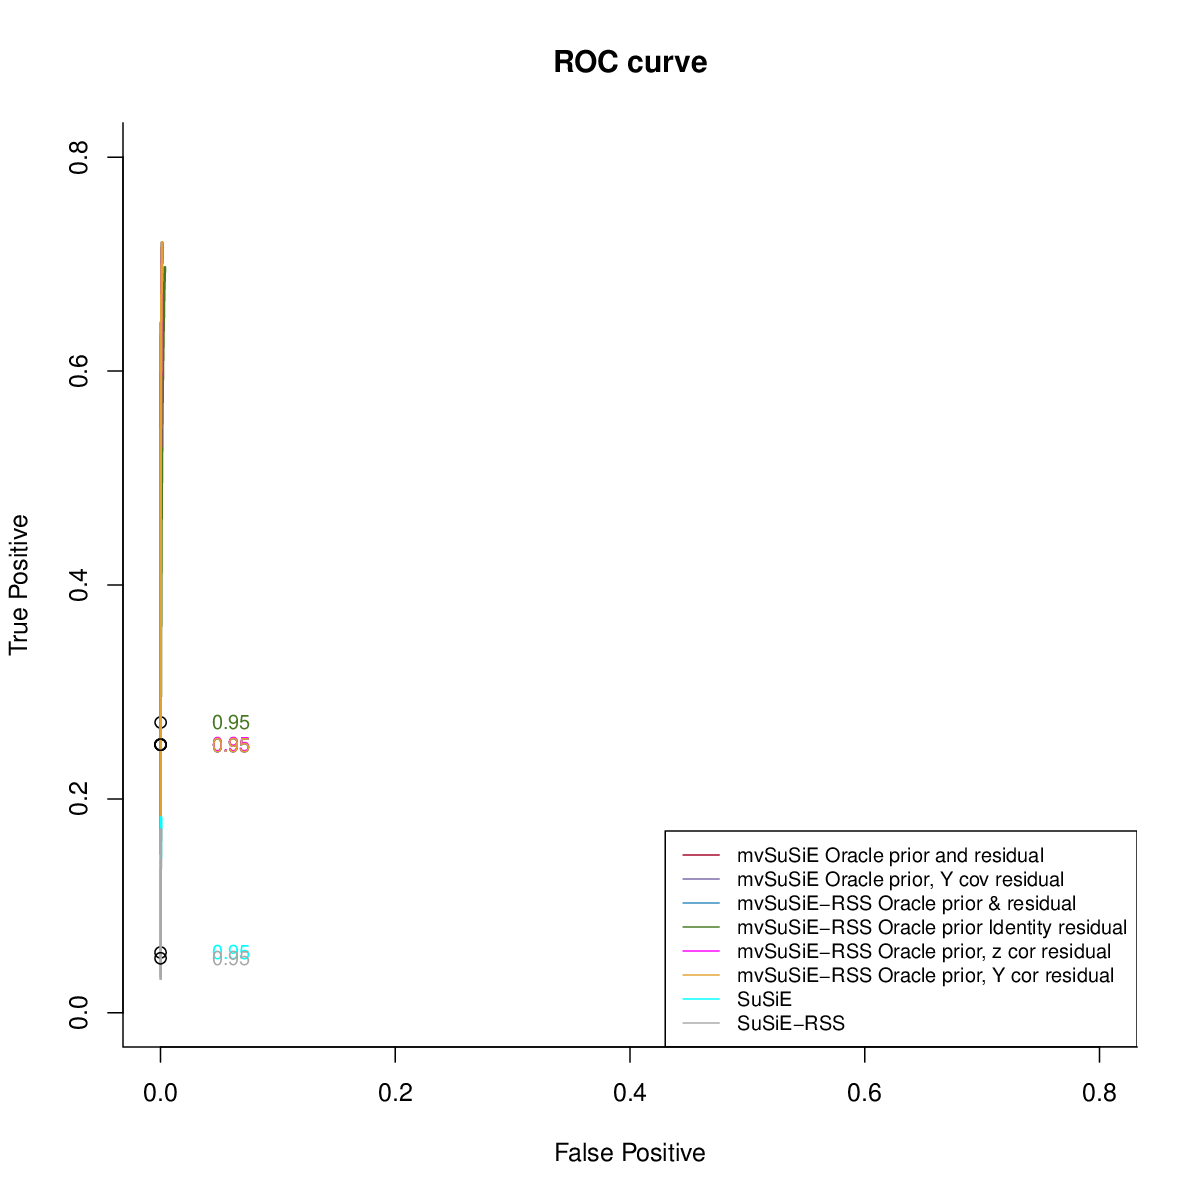 ROC curve
True Positive
0.8
0.6
0.4
0.2
0.0
0.95
0.95
0.95
0.95
mvSuSiE Oracle prior and residual
mvSuSiE Oracle prior, Y cov residual
mvSuSiE−RSS Oracle prior & residual
mvSuSiE−RSS Oracle prior Identity residual
mvSuSiE−RSS Oracle prior, z cor residual
mvSuSiE−RSS Oracle prior, Y cor residual
SuSiE
SuSiE−RSS
0.0 0.2 0.4 0.6 0.8
False Positive